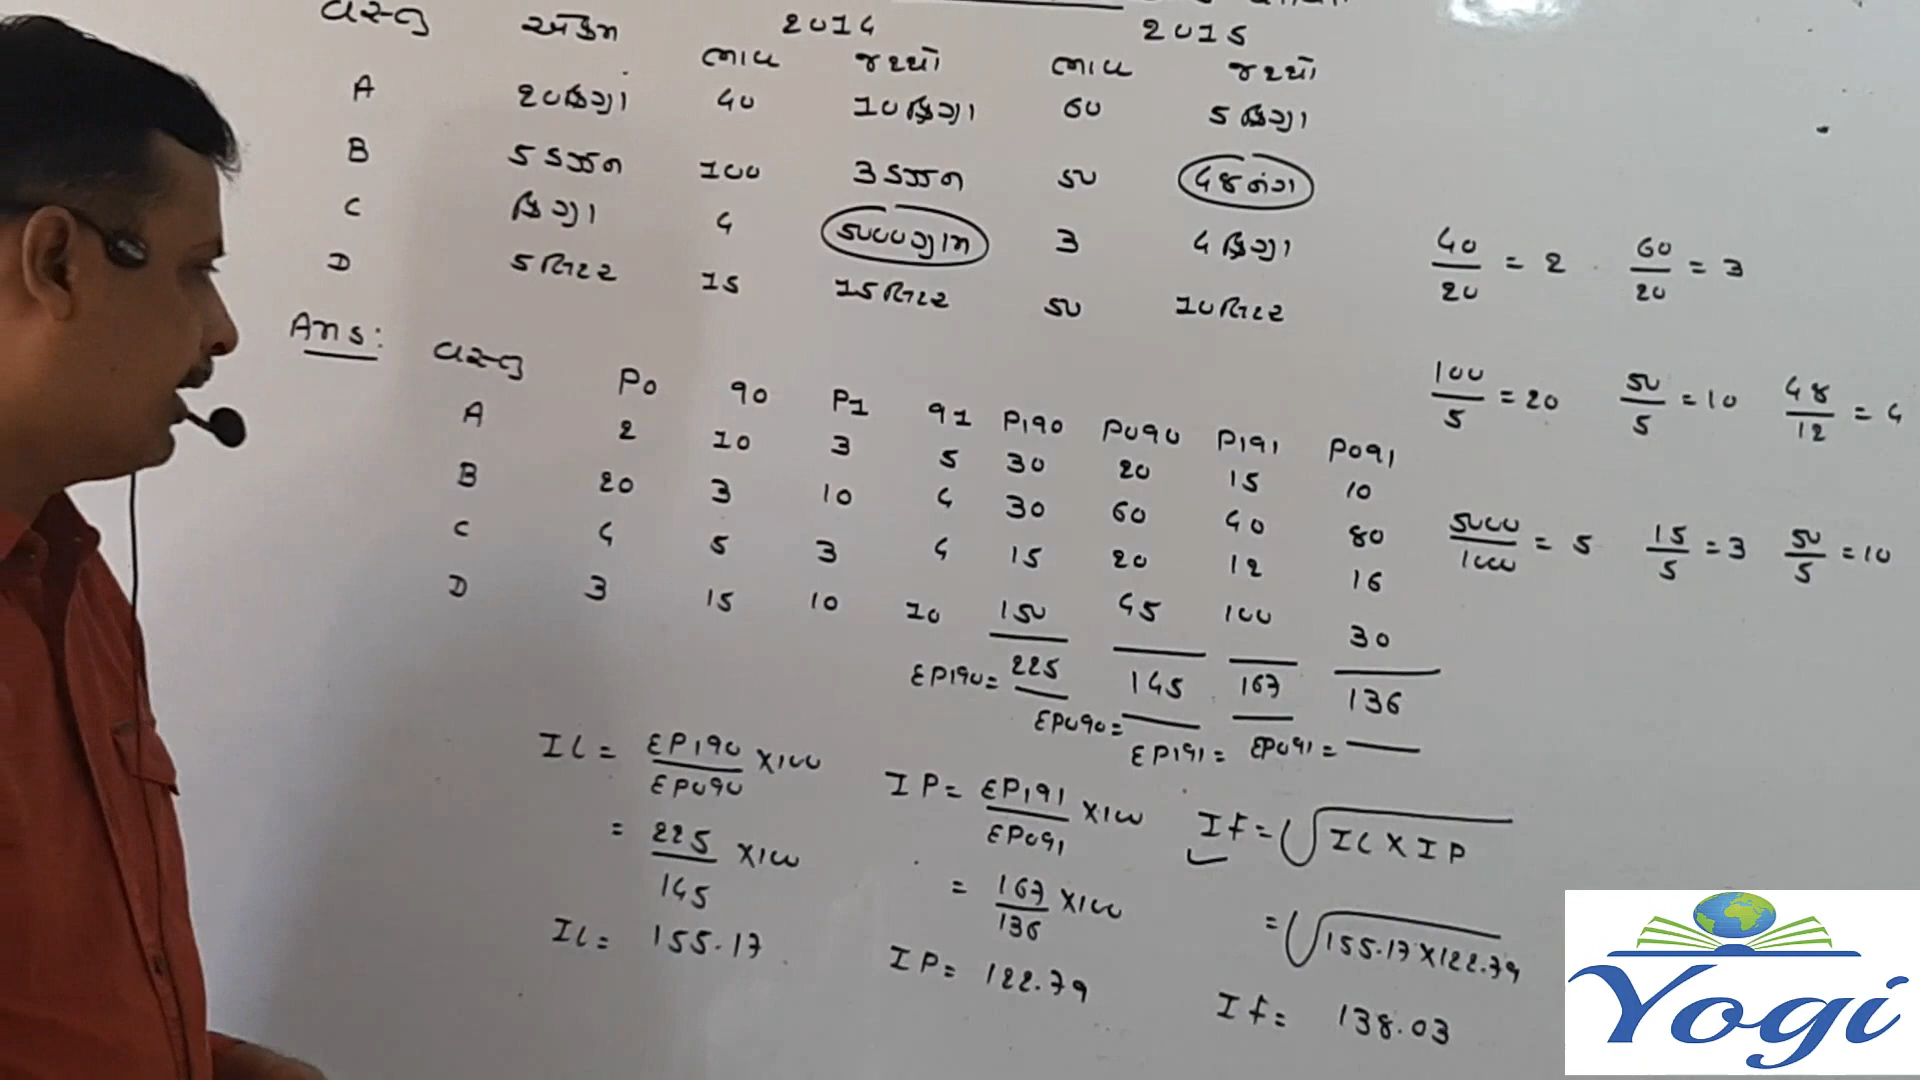 વસ્તુ એકમ 2014 2015
ભાવ જથ્થો ભાવ જથ્થો
A 20 કિગ્રા 40 10 કિગ્રા 60 5 કિગ્રા
B 5 ડઝન 100 3 ડઝન 50 48 નંગ
C કિગ્રા 4 5000 ગ્રામ 3 4 કિગ્રા
D 5 લિટર 15 15 લિટર 50 10 લિટર
40/20 = 2 60/20 = 3
100/5 = 20 50/5 = 10 48/12 = 4
5000/1000 = 5 15/5 = 3 50/5 = 10
Ans:
વસ્તુ P0 q0 P1 q1 P1q0 P0q0 P1q1 P0q1
A 2 10 3 5 30 20 15 10
B 20 3 10 4 30 60 40 80
C 4 5 3 4 15 20 12 16
D 3 15 10 10 150 45 100 30
225 145 167 136
ΣP1q0 = ΣP0q0 = ΣP1q1 = ΣP0q1 =
IL = ΣP1q0/ΣP0q0 ×100
= 225/145 ×100
IL = 155.17
IP = ΣP1q1/ΣP0q1 ×100
= 167/136 ×100
IP = 122.79
If = √IL × IP
= √155.17×122.79
If = 138.03
Yogi